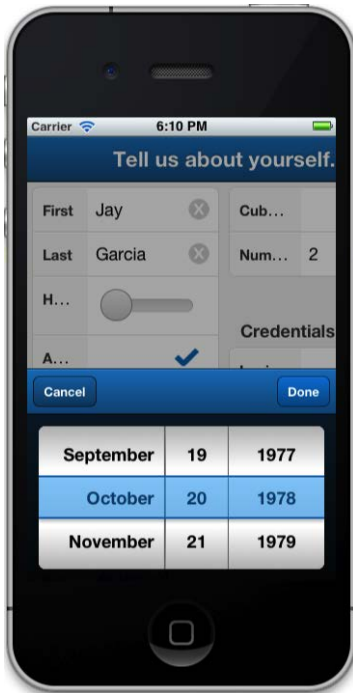 Carrier 6:10 PM
Tell us about yourself.
First Jay Cub...
Last Garcia Num... 2
H...
A...
Credentials
Cancel Done
September 19 1977
October 20 1978
November 21 1979